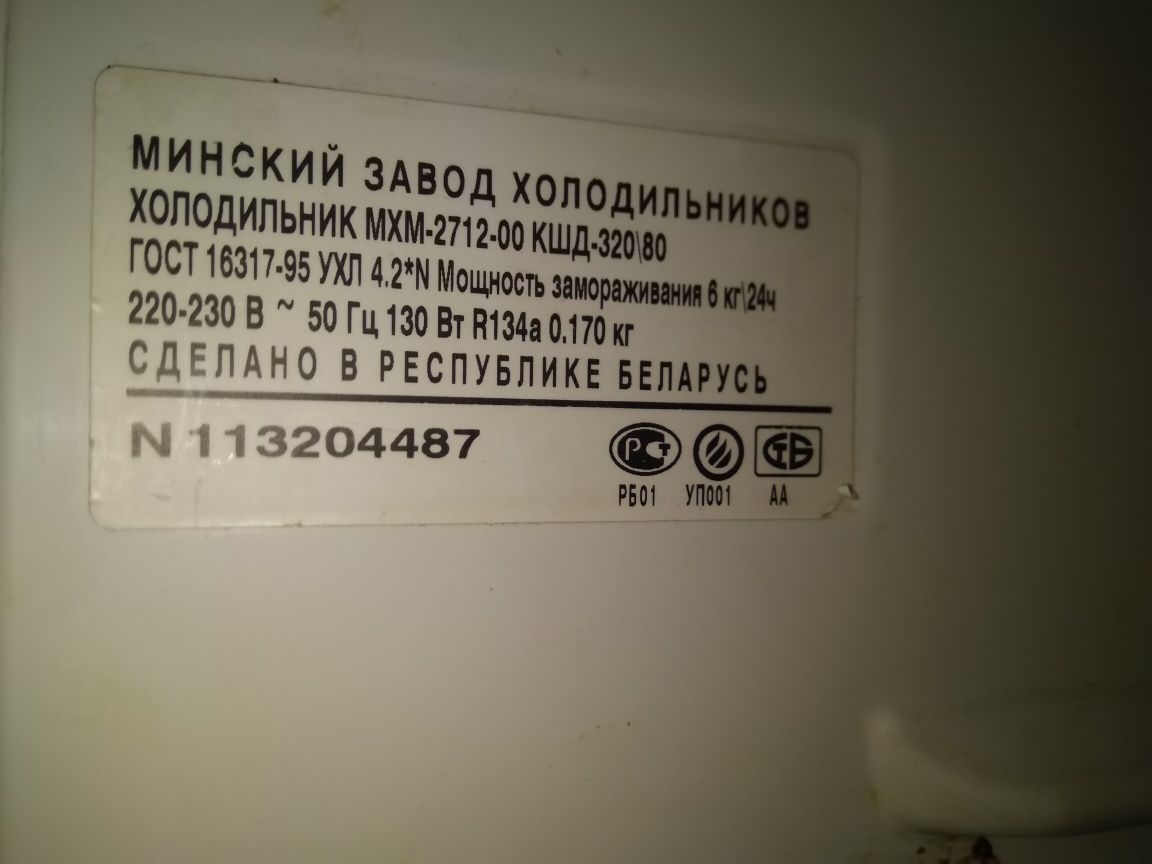 МИНСКИЙ ЗАВОД ХОЛОДИЛЬНИКОВ
ХОЛОДИЛЬНИК МХМ-2712-00 КШД-320\80
ГОСТ 16317-95 УХЛ 4.2*N Мощность замораживания 6 кг\24ч
220-230 В ~ 50 Гц 130 Вт R134a 0.170 кг
СДЕЛАНО В РЕСПУБЛИКЕ БЕЛАРУСЬ
N 113204487
РСТ СТБ
РБ01 УП001 АА